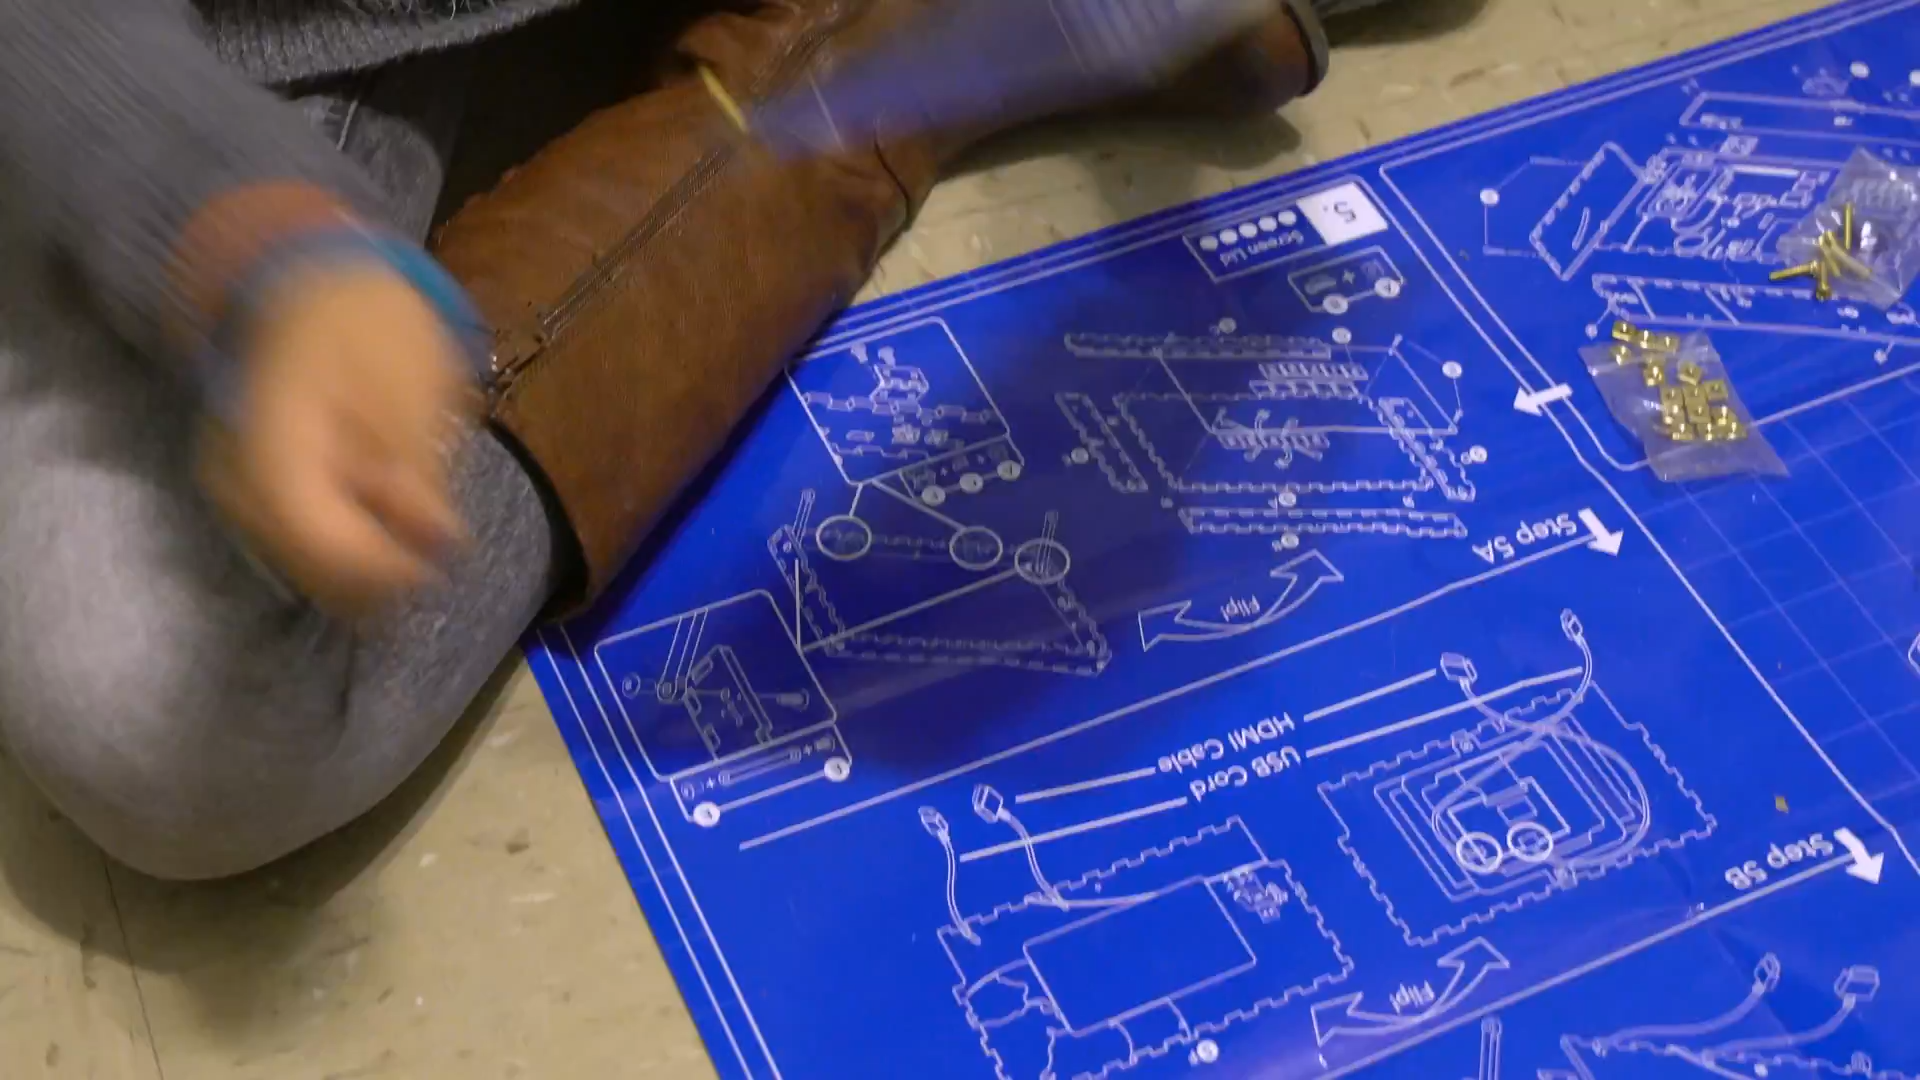 5.
Screen Lid
Step 5A
Flip!
HDMI Cable
USB Cord
Step 5B
Flip!